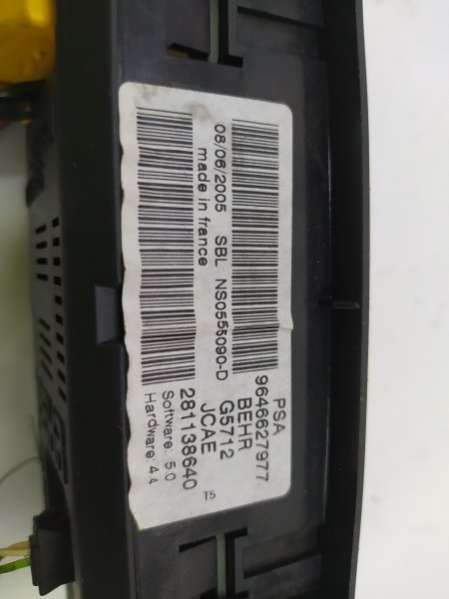 PSA
9646627977
BEHR
G5712
JCAE
281138640
Software: 5.0
Hardware: 4.4
T5
08/06/2005 SBL NS0555090-D
made in france